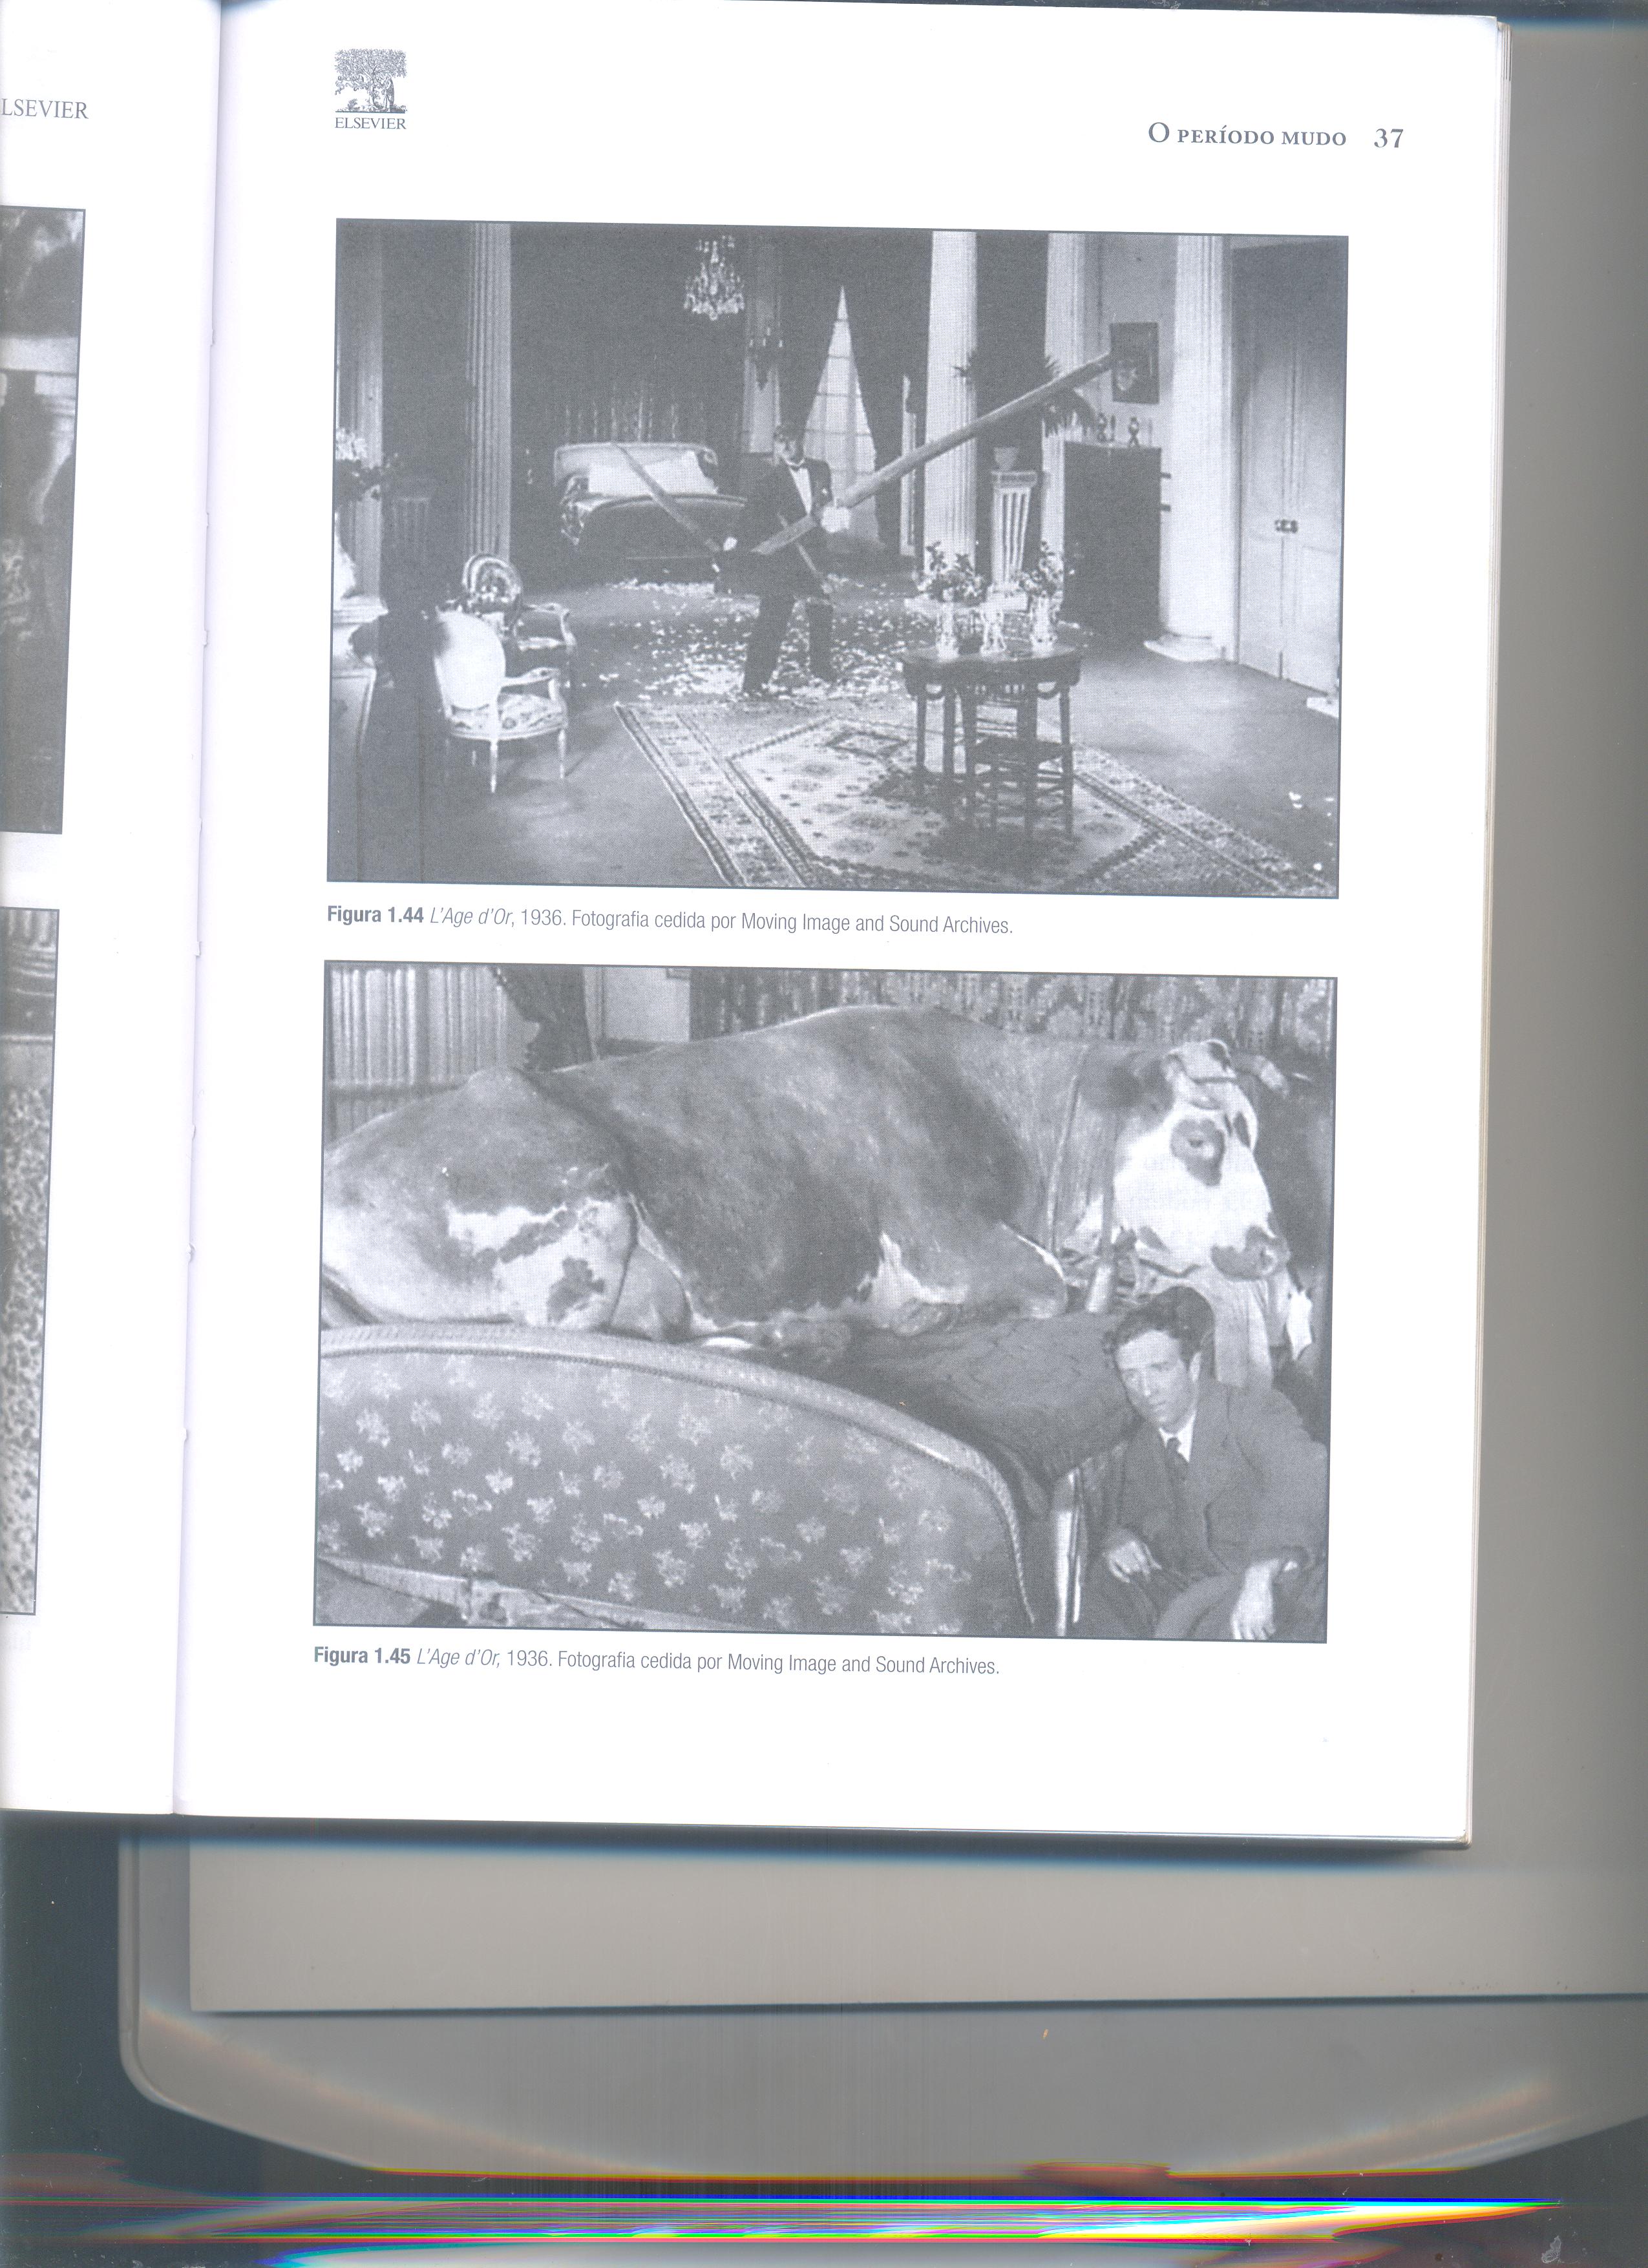 LSEVIER
ELSEVIER
O PERÍODO MUDO 37
Figura 1.44 L'Age d'Or, 1936. Fotografia cedida por Moving Image and Sound Archives.
Figura 1.45 L'Age d'Or, 1936. Fotografia cedida por Moving Image and Sound Archives.